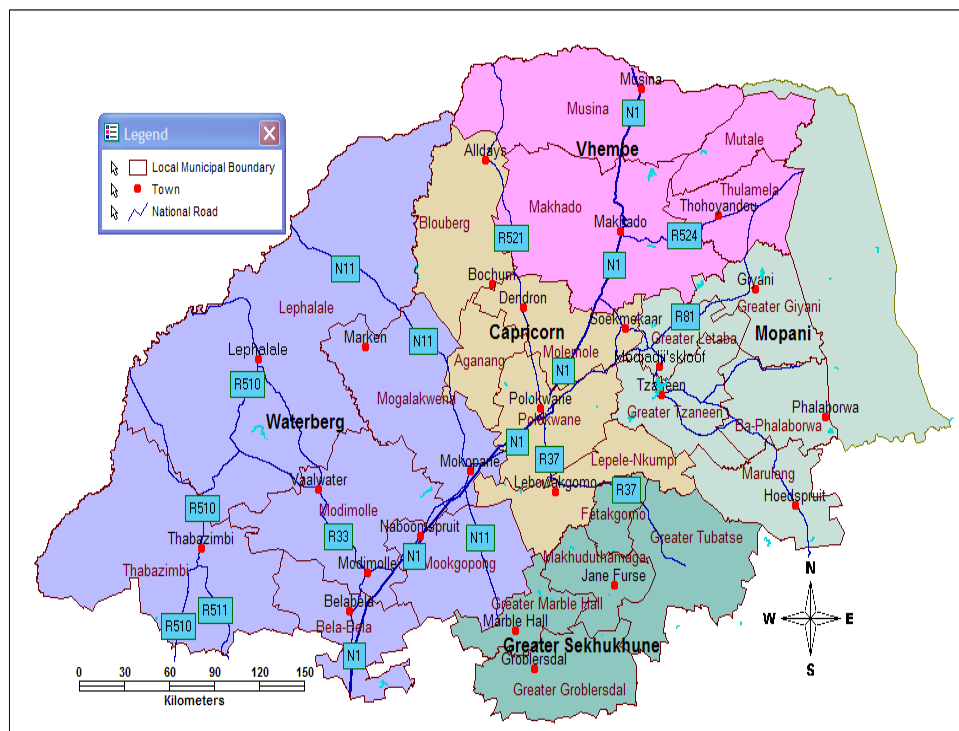 Legend
Local Municipal Boundary
Town
National Road
Musina
Musina
N1
Vhembe
Mutale
Alldays
Thulamela
Makhado
Thohoyandou
Blouberg
Makhado
R521
R524
N11
N1
Bochum
Giyani
Lephalale
Dendron
Greater Giyani
Soekmekaar
R81
Capricorn
Mopani
Marken
N11
Molemole
Greater Letaba
Lephalale
Aganang
Modjadji'skloof
N1
R510
Tzaneen
Mogalakwena
Polokwane
Greater Tzaneen
Phalaborwa
Waterberg
Polokwane
Ba-Phalaborwa
N1
Mokopane
R37
Lepele-Nkumpi
Maruleng
Vaalwater
Lebowakgomo
R37
Hoedspruit
R510
Modimolle
Fetakgomo
Thabazimbi
R33
Naboomspruit
N11
Greater Tubatse
N1
Mookgopong
Makhuduthamaga
Thabazimbi
Modimolle
Jane Furse
N
R511
Belabela
Greater Marble Hall
R510
Bela-Bela
Marble Hall
W
E
Greater Sekhukhune
N1
Groblersdal
S
0 30 60 90 120 150
Greater Groblersdal
Kilometers